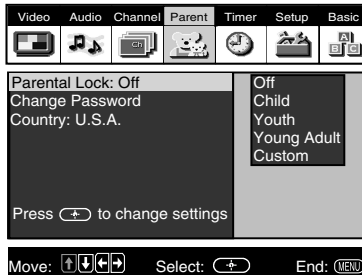 Video Audio Channel Parent Timer Setup Basic
Ch
A
B C
Parental Lock: Off
Change Password
Country: U.S.A.
Press to change settings
Off
Child
Youth
Young Adult
Custom
Move: Select: End: MENU